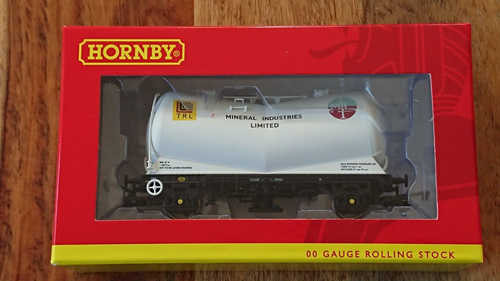 HORNBY®
TRL
MINERAL INDUSTRIES
LIMITED
00 GAUGE ROLLING STOCK